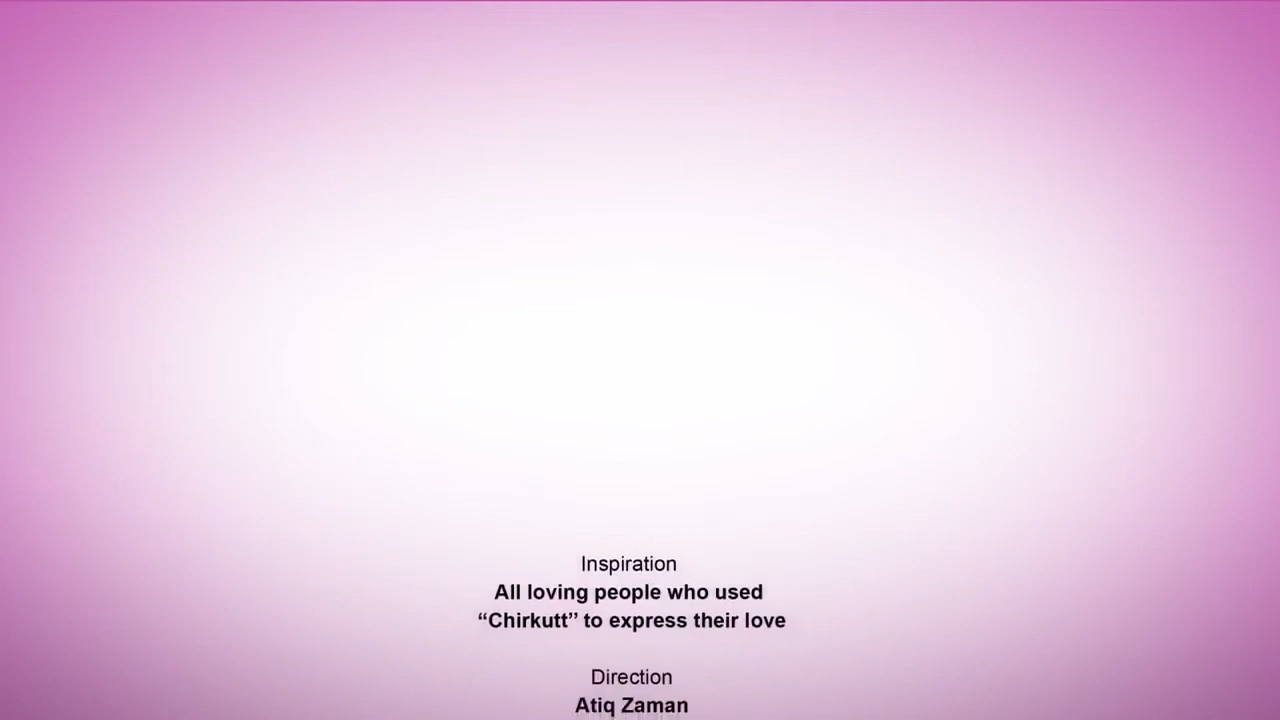 Inspiration
All loving people who used
“Chirkutt” to express their love
Direction
Atiq Zaman